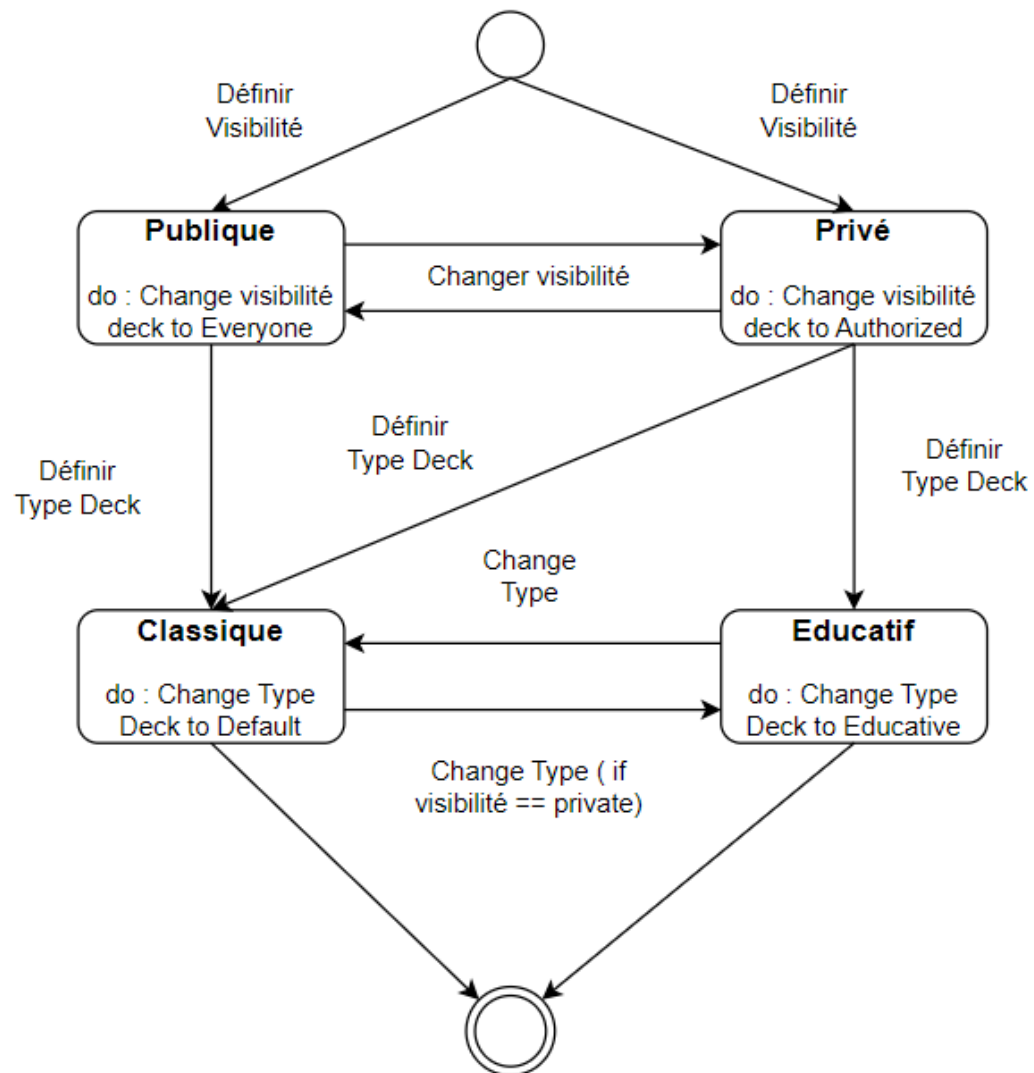 Définir
Visibilité
Définir
Visibilité
Publique
do : Change visibilité
deck to Everyone
Changer visibilité
Privé
do : Change visibilité
deck to Authorized
Définir
Type Deck
Définir
Type Deck
Définir
Type Deck
Change
Type
Classique
do : Change Type
Deck to Default
Educatif
do : Change Type
Deck to Educative
Change Type ( if
visibilité == private)